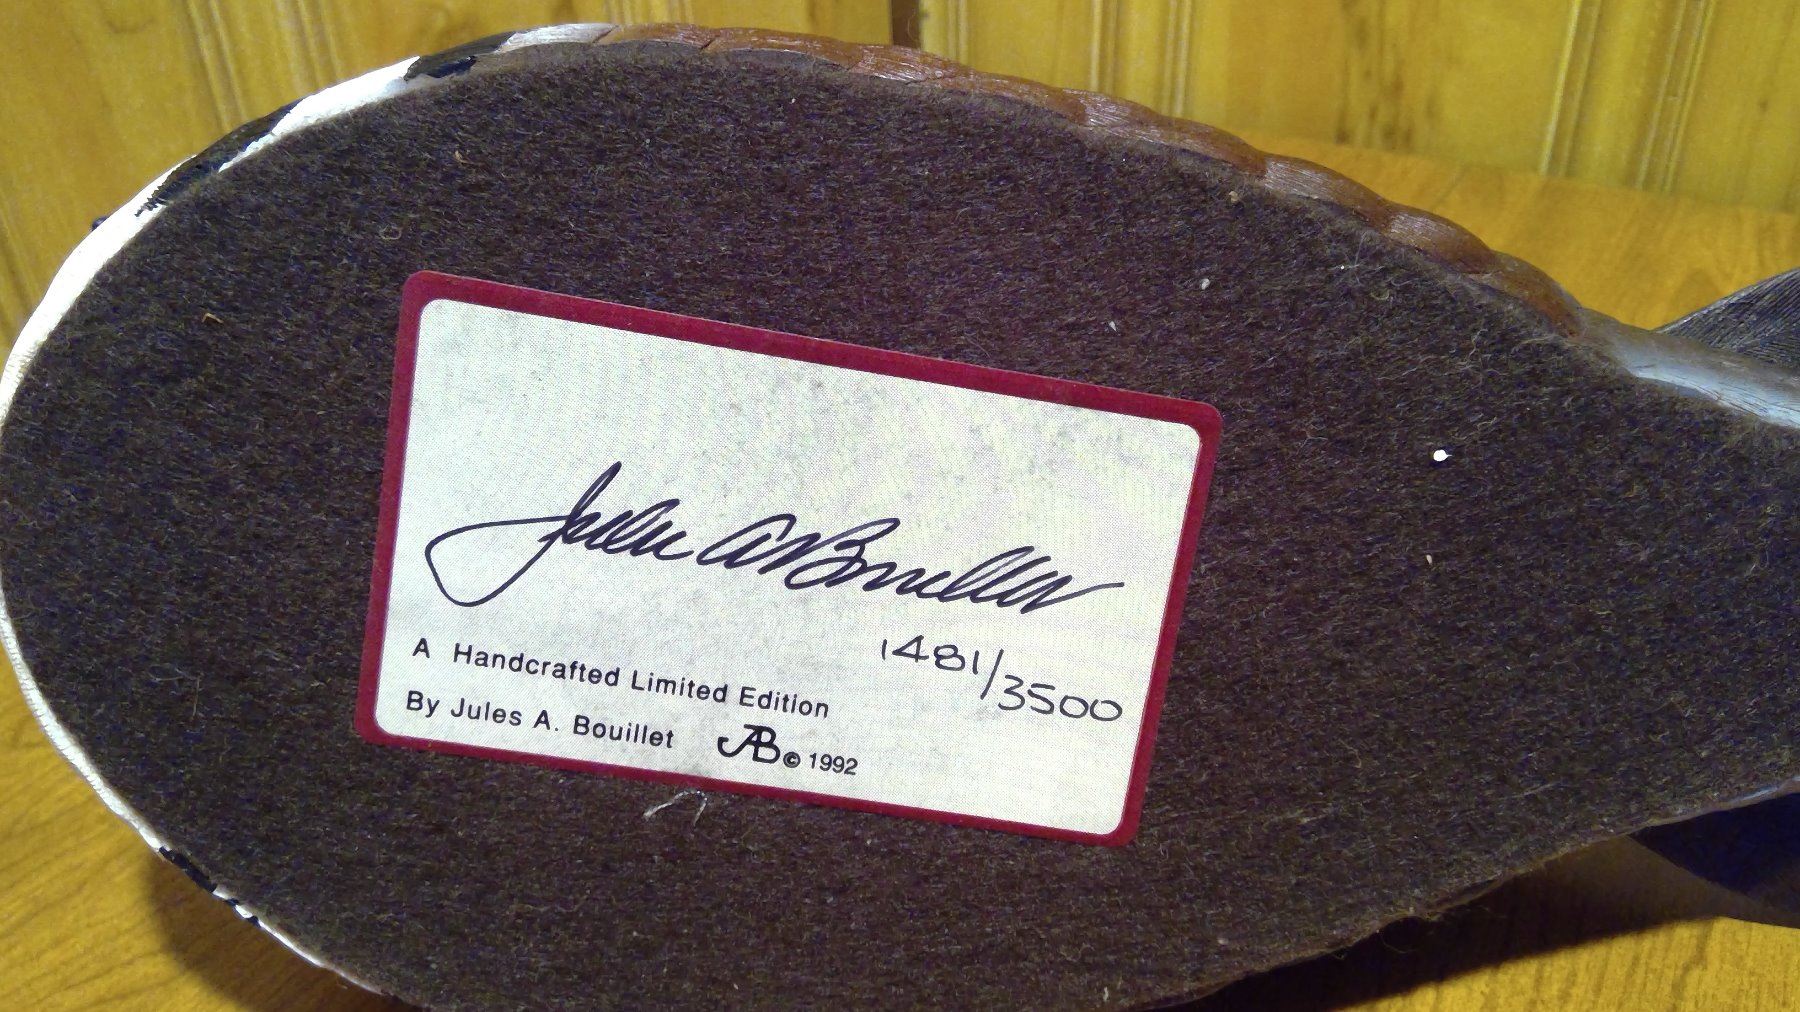 Jules A Bouillet
1481/3500
A Handcrafted Limited Edition
By Jules A. Bouillet JAB © 1992